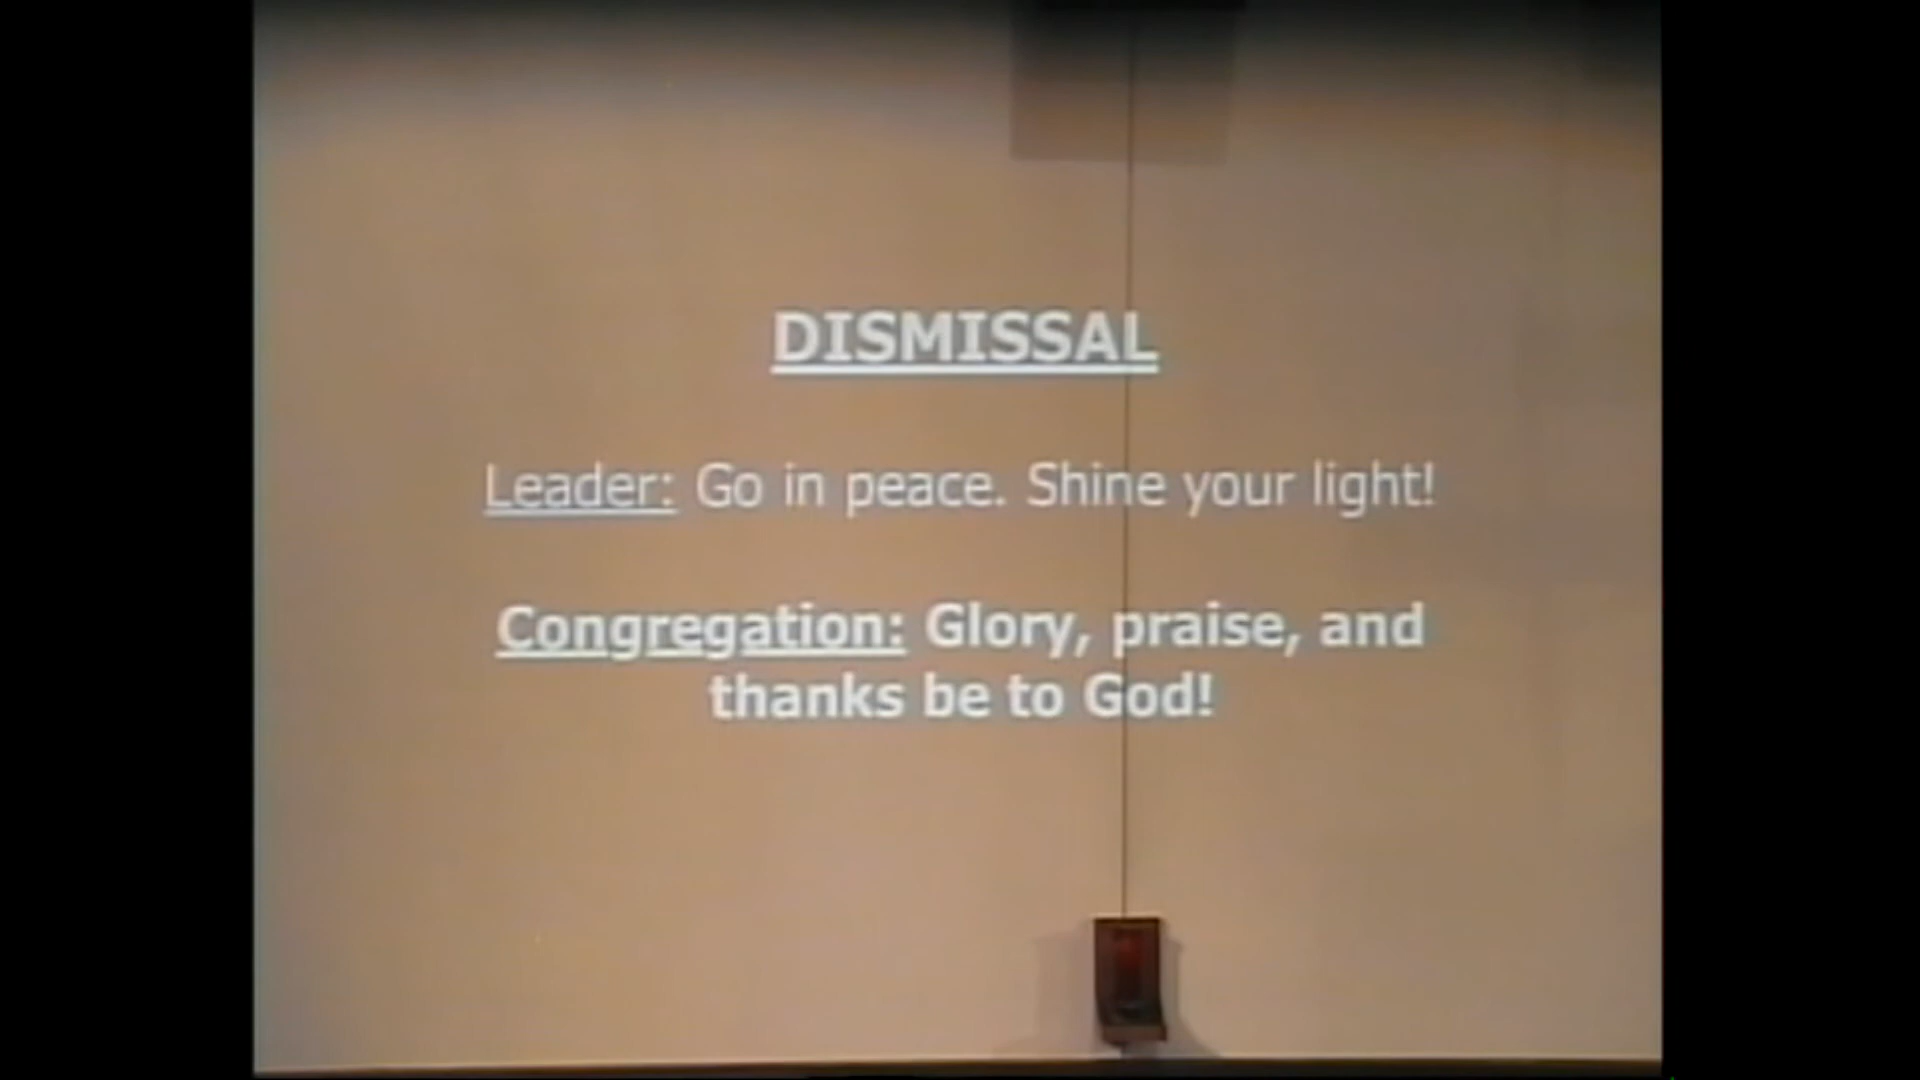 DISMISSAL
Leader: Go in peace. Shine your light!
Congregation: Glory, praise, and
thanks be to God!